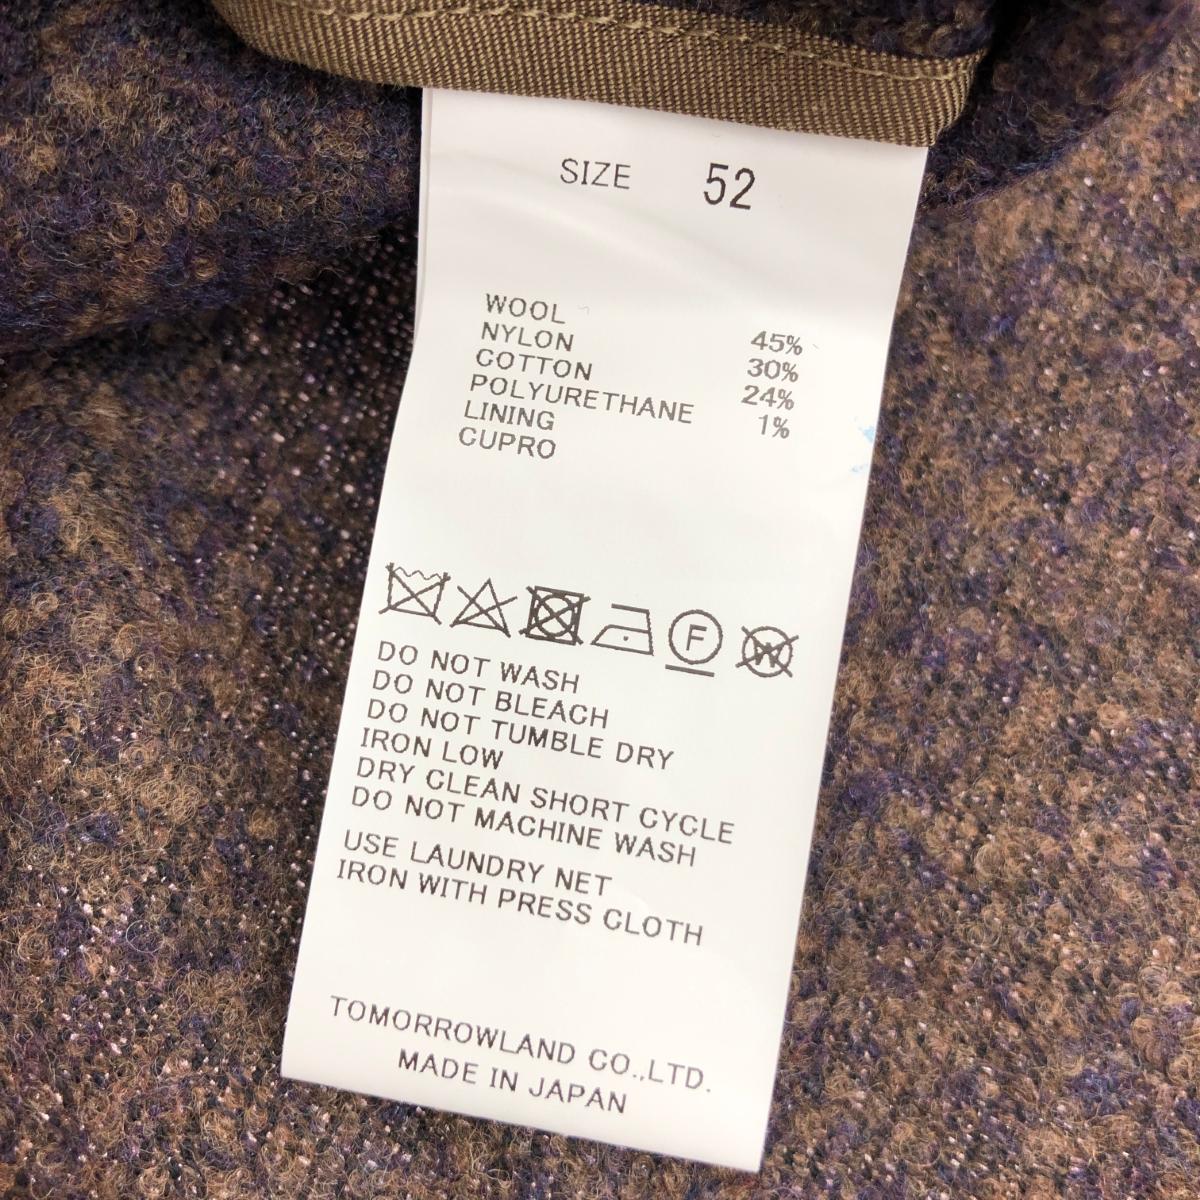 SIZE 52
WOOL 45%
NYLON 30%
COTTON 24%
POLYURETHANE 1%
LINING
CUPRO
F W
DO NOT WASH
DO NOT BLEACH
DO NOT TUMBLE DRY
IRON LOW
DRY CLEAN SHORT CYCLE
DO NOT MACHINE WASH
USE LAUNDRY NET
IRON WITH PRESS CLOTH
TOMORROWLAND CO.,LTD.
MADE IN JAPAN